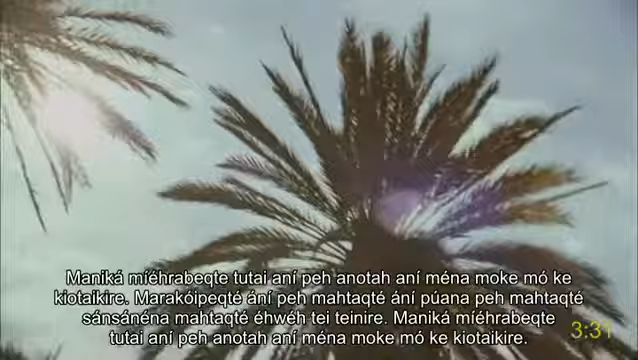 Maniká míéhrabeqte tutai aní peh anotah aní ména moke mó ke
kiotaikire. Marakóipeqté ání peh mahtaqté ání púana peh mahtaqté
sánsánéna mahtaqté éhwéh tei teinire. Maniká míéhrabeqte
tutai aní peh anotah aní ména moke mó ke kiotaikire.
3:31